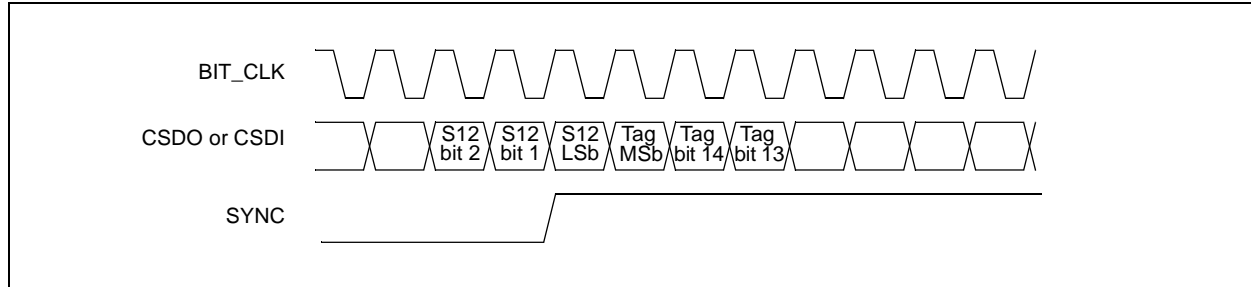 BIT_CLK
CSDO or CSDI
S12 bit 2
S12 bit 1
S12 LSb
Tag MSb
Tag bit 14
Tag bit 13
SYNC